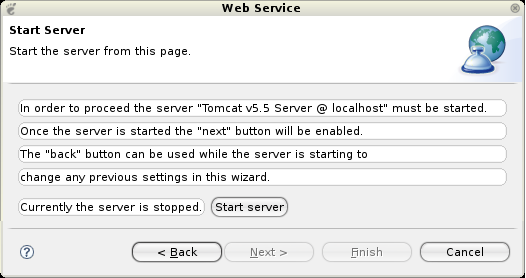 Web Service
Start Server
Start the server from this page.
In order to proceed the server "Tomcat v5.5 Server @ localhost" must be started.
Once the server is started the "next" button will be enabled.
The "back" button can be used while the server is starting to
change any previous settings in this wizard.
Currently the server is stopped. Start server
? < Back Next > Finish Cancel